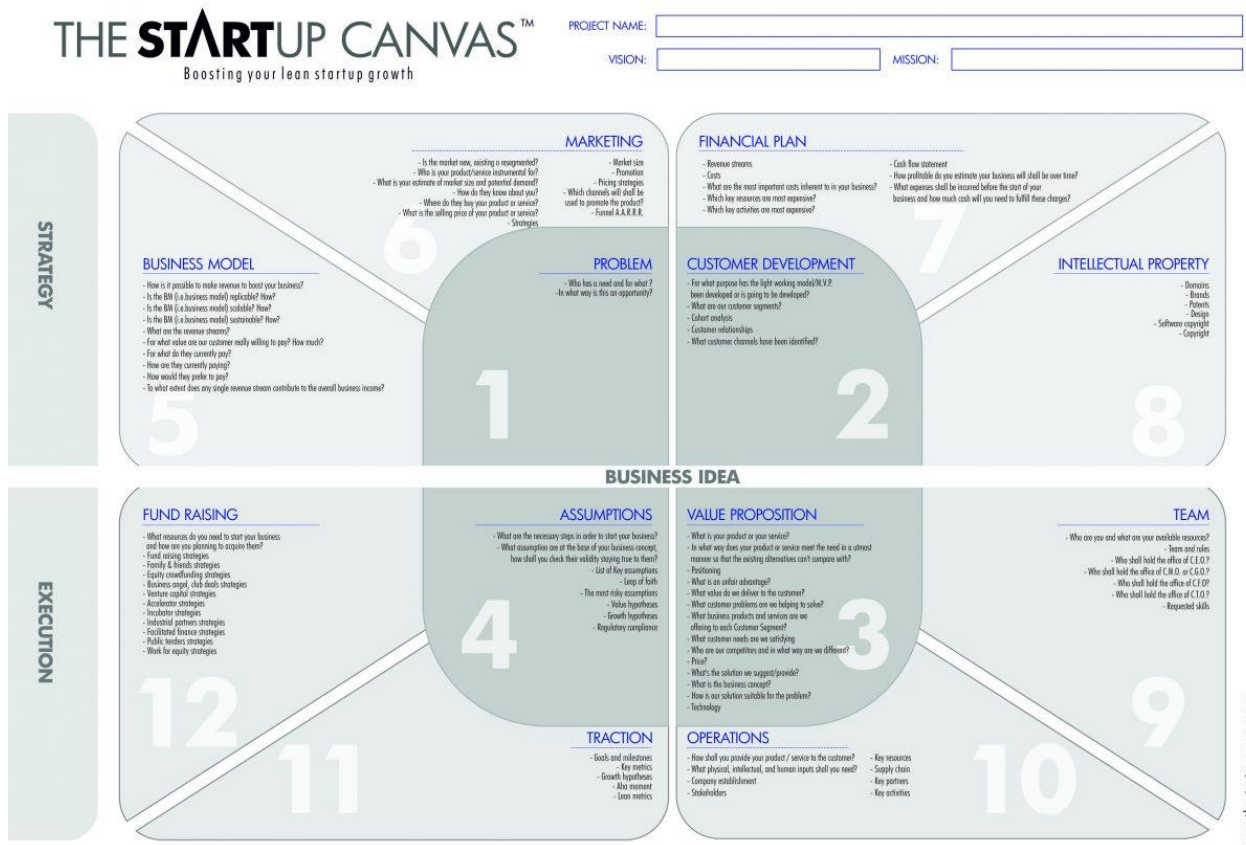 THE STARTUP CANVAS™
Boosting your lean startup growth
PROJECT NAME:
VISION:
MISSION:
STRATEGY
MARKETING
- Is the market new, existing o resegmented?
- Who is your product/service instrumental for?
- What is your estimate of market size and potential demand?
- How do they know about you?
- Where do they buy your product or service?
- What is the selling price of your product or service?
- Strategies
- Market size
- Promotion
- Pricing strategies
- Which channels will shall be
used to promote the product?
- Funnel A.A.R.R.R.
6
FINANCIAL PLAN
- Revenue streams
- Costs
- What are the most important costs inherent to in your business?
- Which key resources are most expensive?
- Which key activities are most expensive?
- Cash flow statement
- How profitable do you estimate your business will shall be over time?
- What expenses shall be incurred before the start of your
business and how much cash will you need to fulfill these charges?
7
BUSINESS MODEL
- How is it possible to make revenue to boost your business?
- Is the BM (i.e.business model) replicable? How?
- Is the BM (i.e.business model) scalable? How?
- Is the BM (i.e.business model) sustainable? How?
- What are the revenue streams?
- For what value are our customer really willing to pay? How much?
- For what do they currently pay?
- How are they currently paying?
- How would they prefer to pay?
- To what extent does any single revenue stream contribute to the overall business income?
5
PROBLEM
- Who has a need and for what ?
-In what way is this an opportunity?
1
CUSTOMER DEVELOPMENT
- For what purpose has the light working model/M.V.P.
been developed or is going to be developed?
- What are our customer segments?
- Cohort analysis
- Customer relationships
- What customer channels have been identified?
2
INTELLECTUAL PROPERTY
- Domains
- Brands
- Patents
- Design
- Software copyright
- Copyright
8
BUSINESS IDEA
EXECUTION
FUND RAISING
- What resources do you need to start your business
and how are you planning to acquire them?
- Fund raising strategies
- Family & friends strategies
- Equity crowdfunding strategies
- Business angel, club deals strategies
- Venture capital strategies
- Accelerator strategies
- Incubator strategies
- Industrial partners strategies
- Facilitated finance strategies
- Public tenders strategies
- Work for equity strategies
12
ASSUMPTIONS
- What are the necessary steps in order to start your business?
- What assumption are at the base of your business concept,
how shall you check their validity staying true to them?
- List of Key assumptions
- Leap of faith
- The most risky assumptions
- Value hypotheses
- Growth hypotheses
- Regulatory compliance
4
VALUE PROPOSITION
- What is your product or your service?
- In what way does your product or service meet the need in a utmost
manner so that the existing alternatives can't compare with?
- Positioning
- What is an unfair advantage?
- What value do we deliver to the customer?
- What customer problems are we helping to solve?
- What business products and services are we
offering to each Customer Segment?
- What customer needs are we satisfying
- Who are our competitors and in what way are we different?
- Price?
- What's the solution we suggest/provide?
- What is the business concept?
- How is our solution suitable for the problem?
- Technology
3
TEAM
- Who are you and what are your available resources?
- Team and rules
- Who shall hold the office of C.E.O.?
- Who shall hold the office of C.M.O. or C.G.O.?
- Who shall hold the office of C.F.O?
- Who shall hold the office of C.T.O.?
- Requested skills
9
TRACTION
- Goals and milestones
- Key metrics
- Growth hypotheses
- Aha moment
- Lean metrics
11
OPERATIONS
- How shall you provide your product / service to the customer?
- What physical, intellectual, and human inputs shall you need?
- Company establishment
- Stakeholders
- Key resources
- Supply chain
- Key partners
- Key activities
10